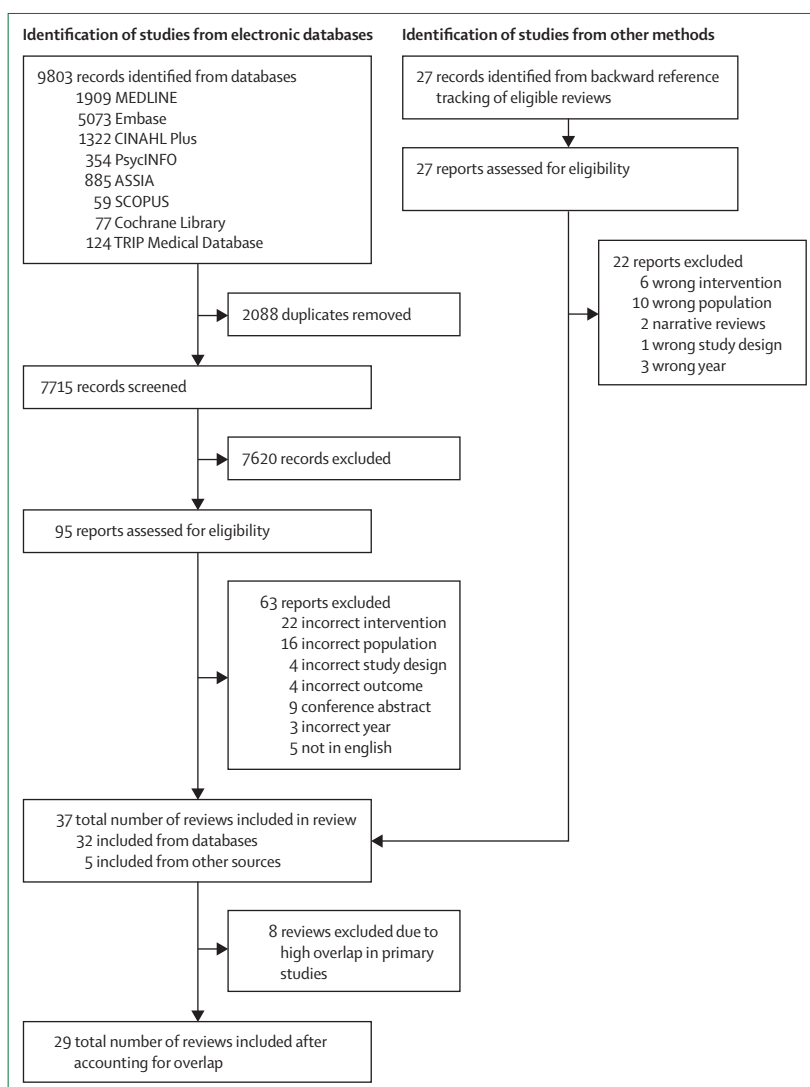 Identification of studies from electronic databases
9803 records identified from databases
1909 MEDLINE
5073 Embase
1322 CINAHL Plus
354 PsycINFO
885 ASSIA
59 SCOPUS
77 Cochrane Library
124 TRIP Medical Database
2088 duplicates removed
7715 records screened
7620 records excluded
95 reports assessed for eligibility
63 reports excluded
22 incorrect intervention
16 incorrect population
4 incorrect study design
4 incorrect outcome
9 conference abstract
3 incorrect year
5 not in english
Identification of studies from other methods
27 records identified from backward reference
tracking of eligible reviews
27 reports assessed for eligibility
22 reports excluded
6 wrong intervention
10 wrong population
2 narrative reviews
1 wrong study design
3 wrong year
37 total number of reviews included in review
32 included from databases
5 included from other sources
8 reviews excluded due to
high overlap in primary
studies
29 total number of reviews included after
accounting for overlap